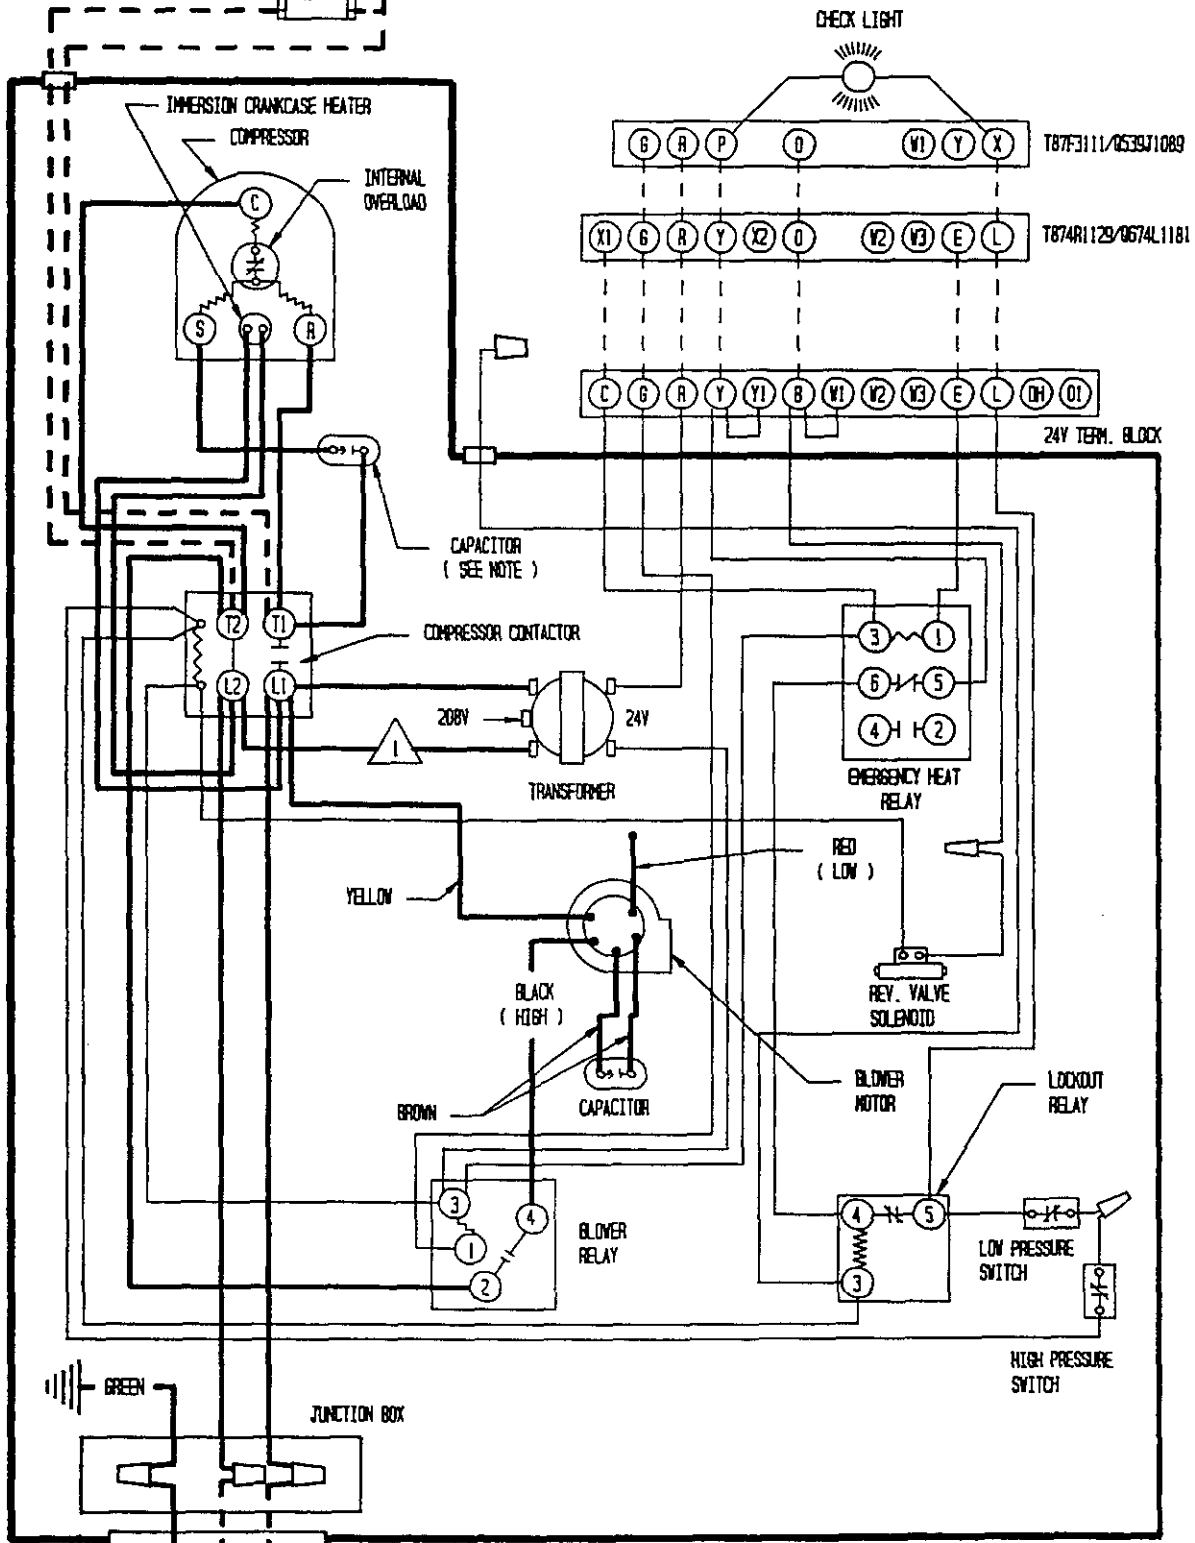 CHECK LIGHT
G R P O W1 Y X
T87F3111/Q539J1089
IMMERSION CRANKCASE HEATER
COMPRESSOR
INTERNAL
OVERLOAD
C
X1 G R Y X2 O W2 W3 E L
T874R1129/Q674L1181
S R
C G R Y Y1 B W1 W2 W3 E L DH O1
24V TERM. BLOCK
CAPACITOR
( SEE NOTE )
T2 T1
COMPRESSOR CONTACTOR
3 1
L2 L1
6 5
208V
24V
1
4 2
TRANSFORMER
EMERGENCY HEAT
RELAY
RED
( LOW )
YELLOW
BLACK
( HIGH )
REV. VALVE
SOLENOID
BROWN
CAPACITOR
BLOWER
MOTOR
LOCKOUT
RELAY
3
4
1
2
BLOWER
RELAY
4 5
3
LOW PRESSURE
SWITCH
HIGH PRESSURE
SWITCH
GREEN
JUNCTION BOX